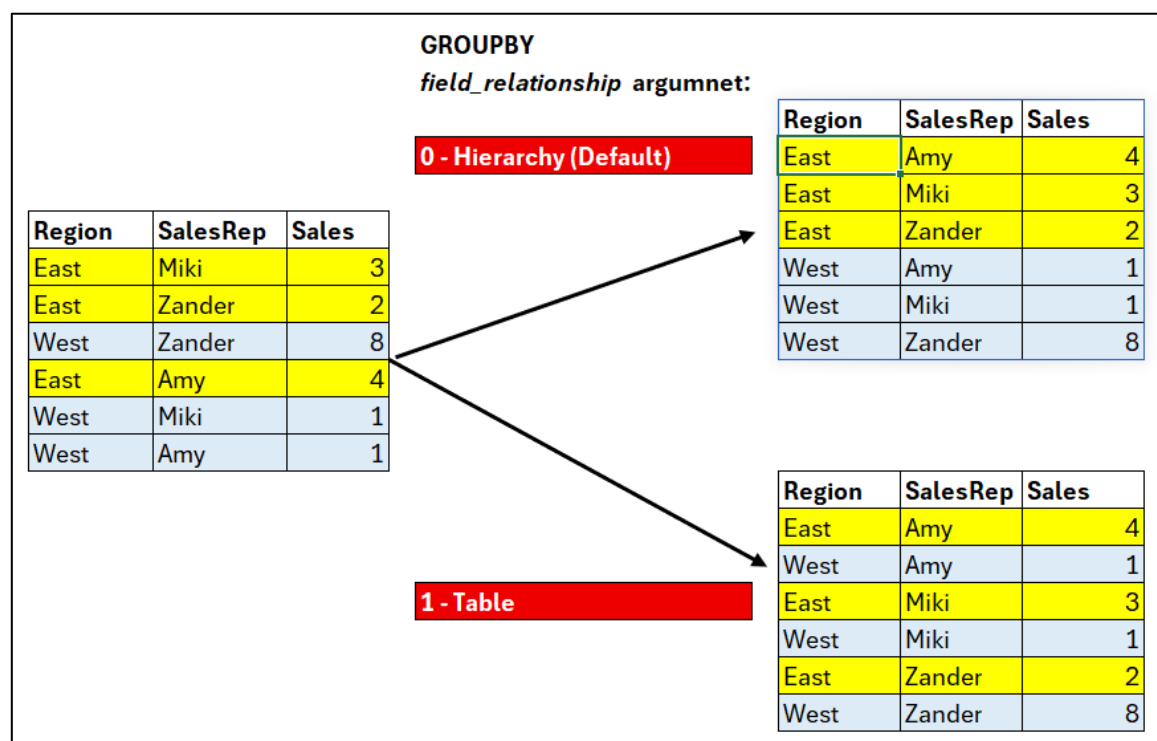 GROUPBY
field_relationship argumnet:
0 - Hierarchy (Default)
Region SalesRep Sales
East Amy 4
East Miki 3
East Zander 2
West Amy 1
West Miki 1
West Zander 8
Region SalesRep Sales
East Miki 3
East Zander 2
West Zander 8
East Amy 4
West Miki 1
West Amy 1
1 - Table
Region SalesRep Sales
East Amy 4
West Amy 1
East Miki 3
West Miki 1
East Zander 2
West Zander 8